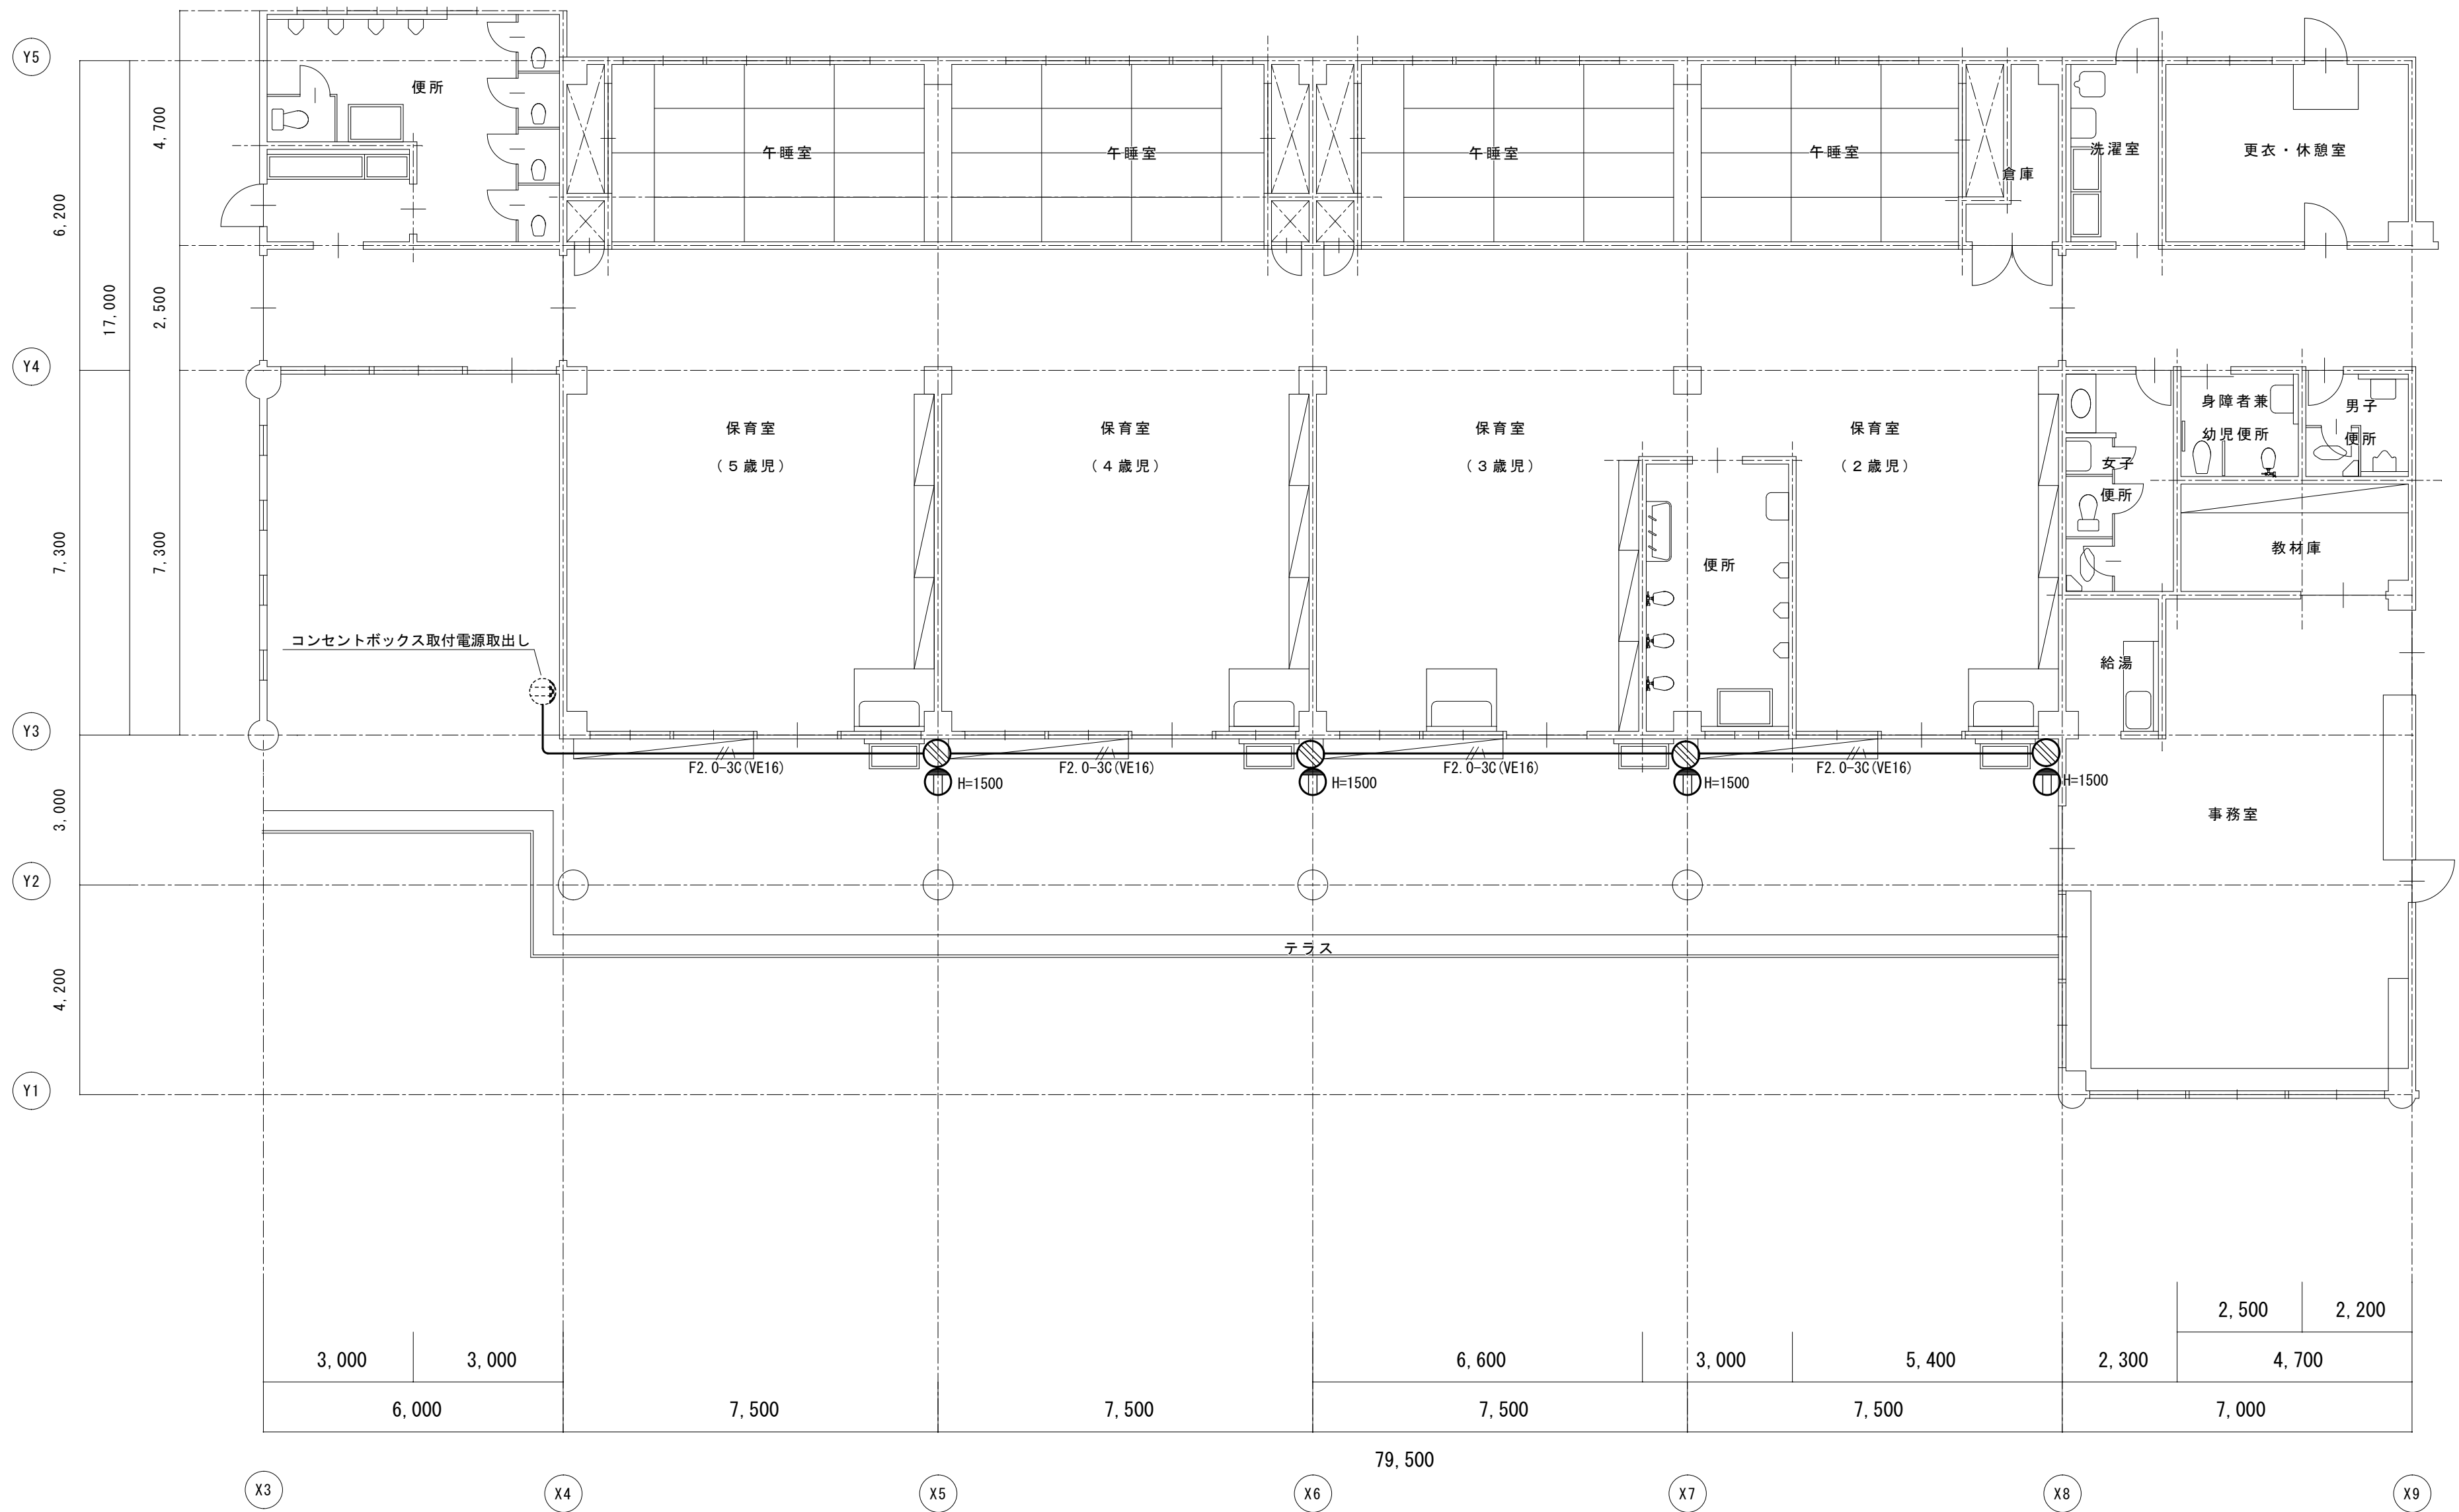 Y5
便所
4,700
午睡室
午睡室
午睡室
午睡室
倉庫
洗濯室
更衣・休憩室
6,200
17,000
2,500
Y4
保育室
(5歳児)
保育室
(4歳児)
保育室
(3歳児)
保育室
(2歳児)
身障者兼
幼児便所
男子
便所
女子
便所
7,300
7,300
便所
教材庫
コンセントボックス取付電源取出し
給湯
Y3
F2.0-3C(VE16)
F2.0-3C(VE16)
F2.0-3C(VE16)
F2.0-3C(VE16)
H=1500
H=1500
H=1500
H=1500
3,000
事務室
Y2
テラス
4,200
Y1
2,500
2,200
3,000
3,000
6,600
3,000
5,400
2,300
4,700
6,000
7,500
7,500
7,500
7,500
7,000
79,500
X3
X4
X5
X6
X7
X8
X9